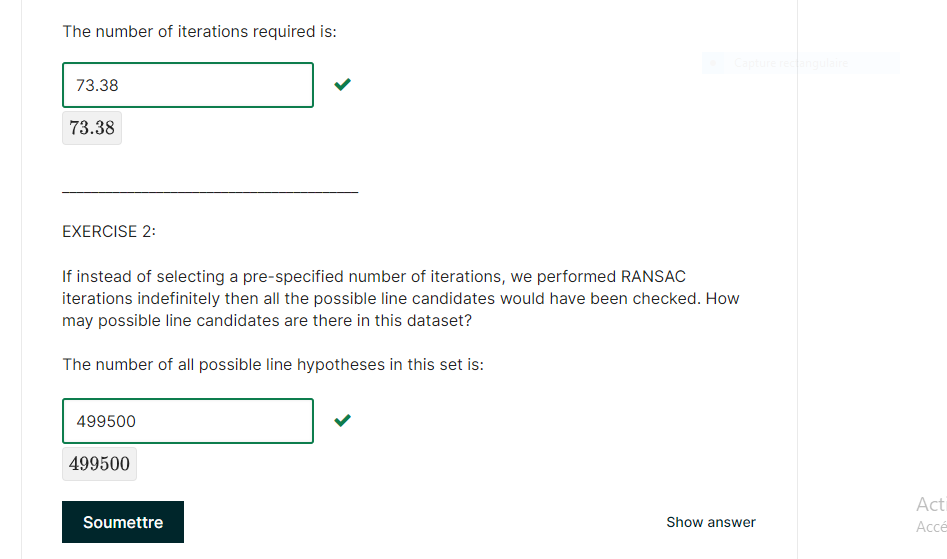 The number of iterations required is:
Capture rectangulaire
73.38
73.38
EXERCISE 2:
If instead of selecting a pre-specified number of iterations, we performed RANSAC
iterations indefinitely then all the possible line candidates would have been checked. How
may possible line candidates are there in this dataset?
The number of all possible line hypotheses in this set is:
499500
499500
Acti
Soumettre
Show answer
Accé